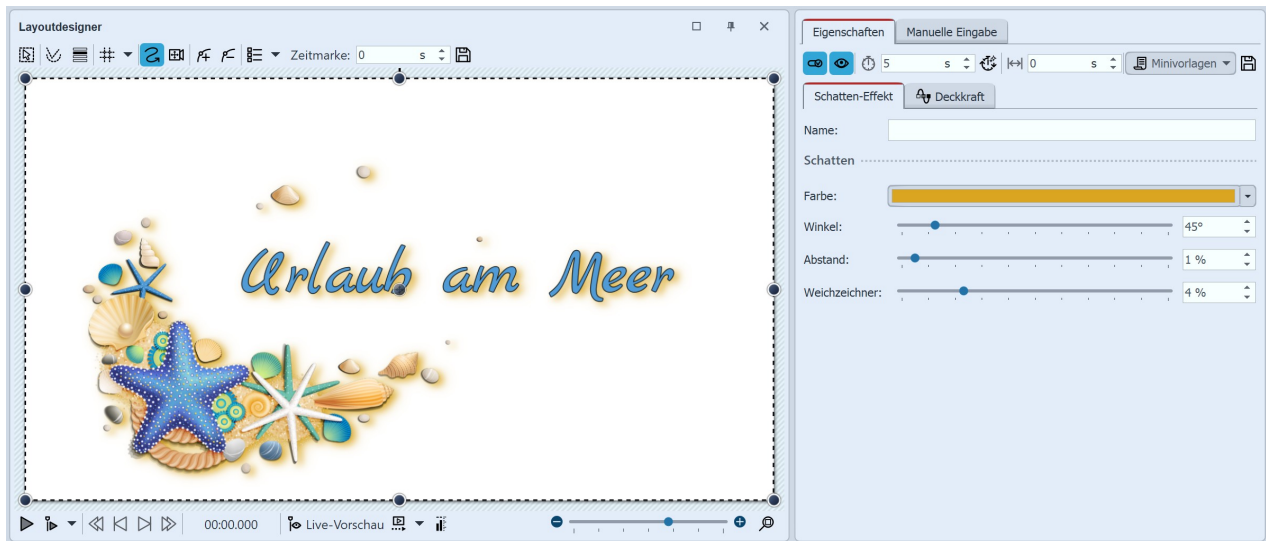 Layoutdesigner
Zeitmarke: 0 s
Urlaub am Meer
00:00.000 Live-Vorschau
Eigenschaften Manuelle Eingabe
5 s 0 s Minivorlagen
Schatten-Effekt Deckkraft
Name:
Schatten
Farbe:
Winkel: 45°
Abstand: 1 %
Weichzeichner: 4 %